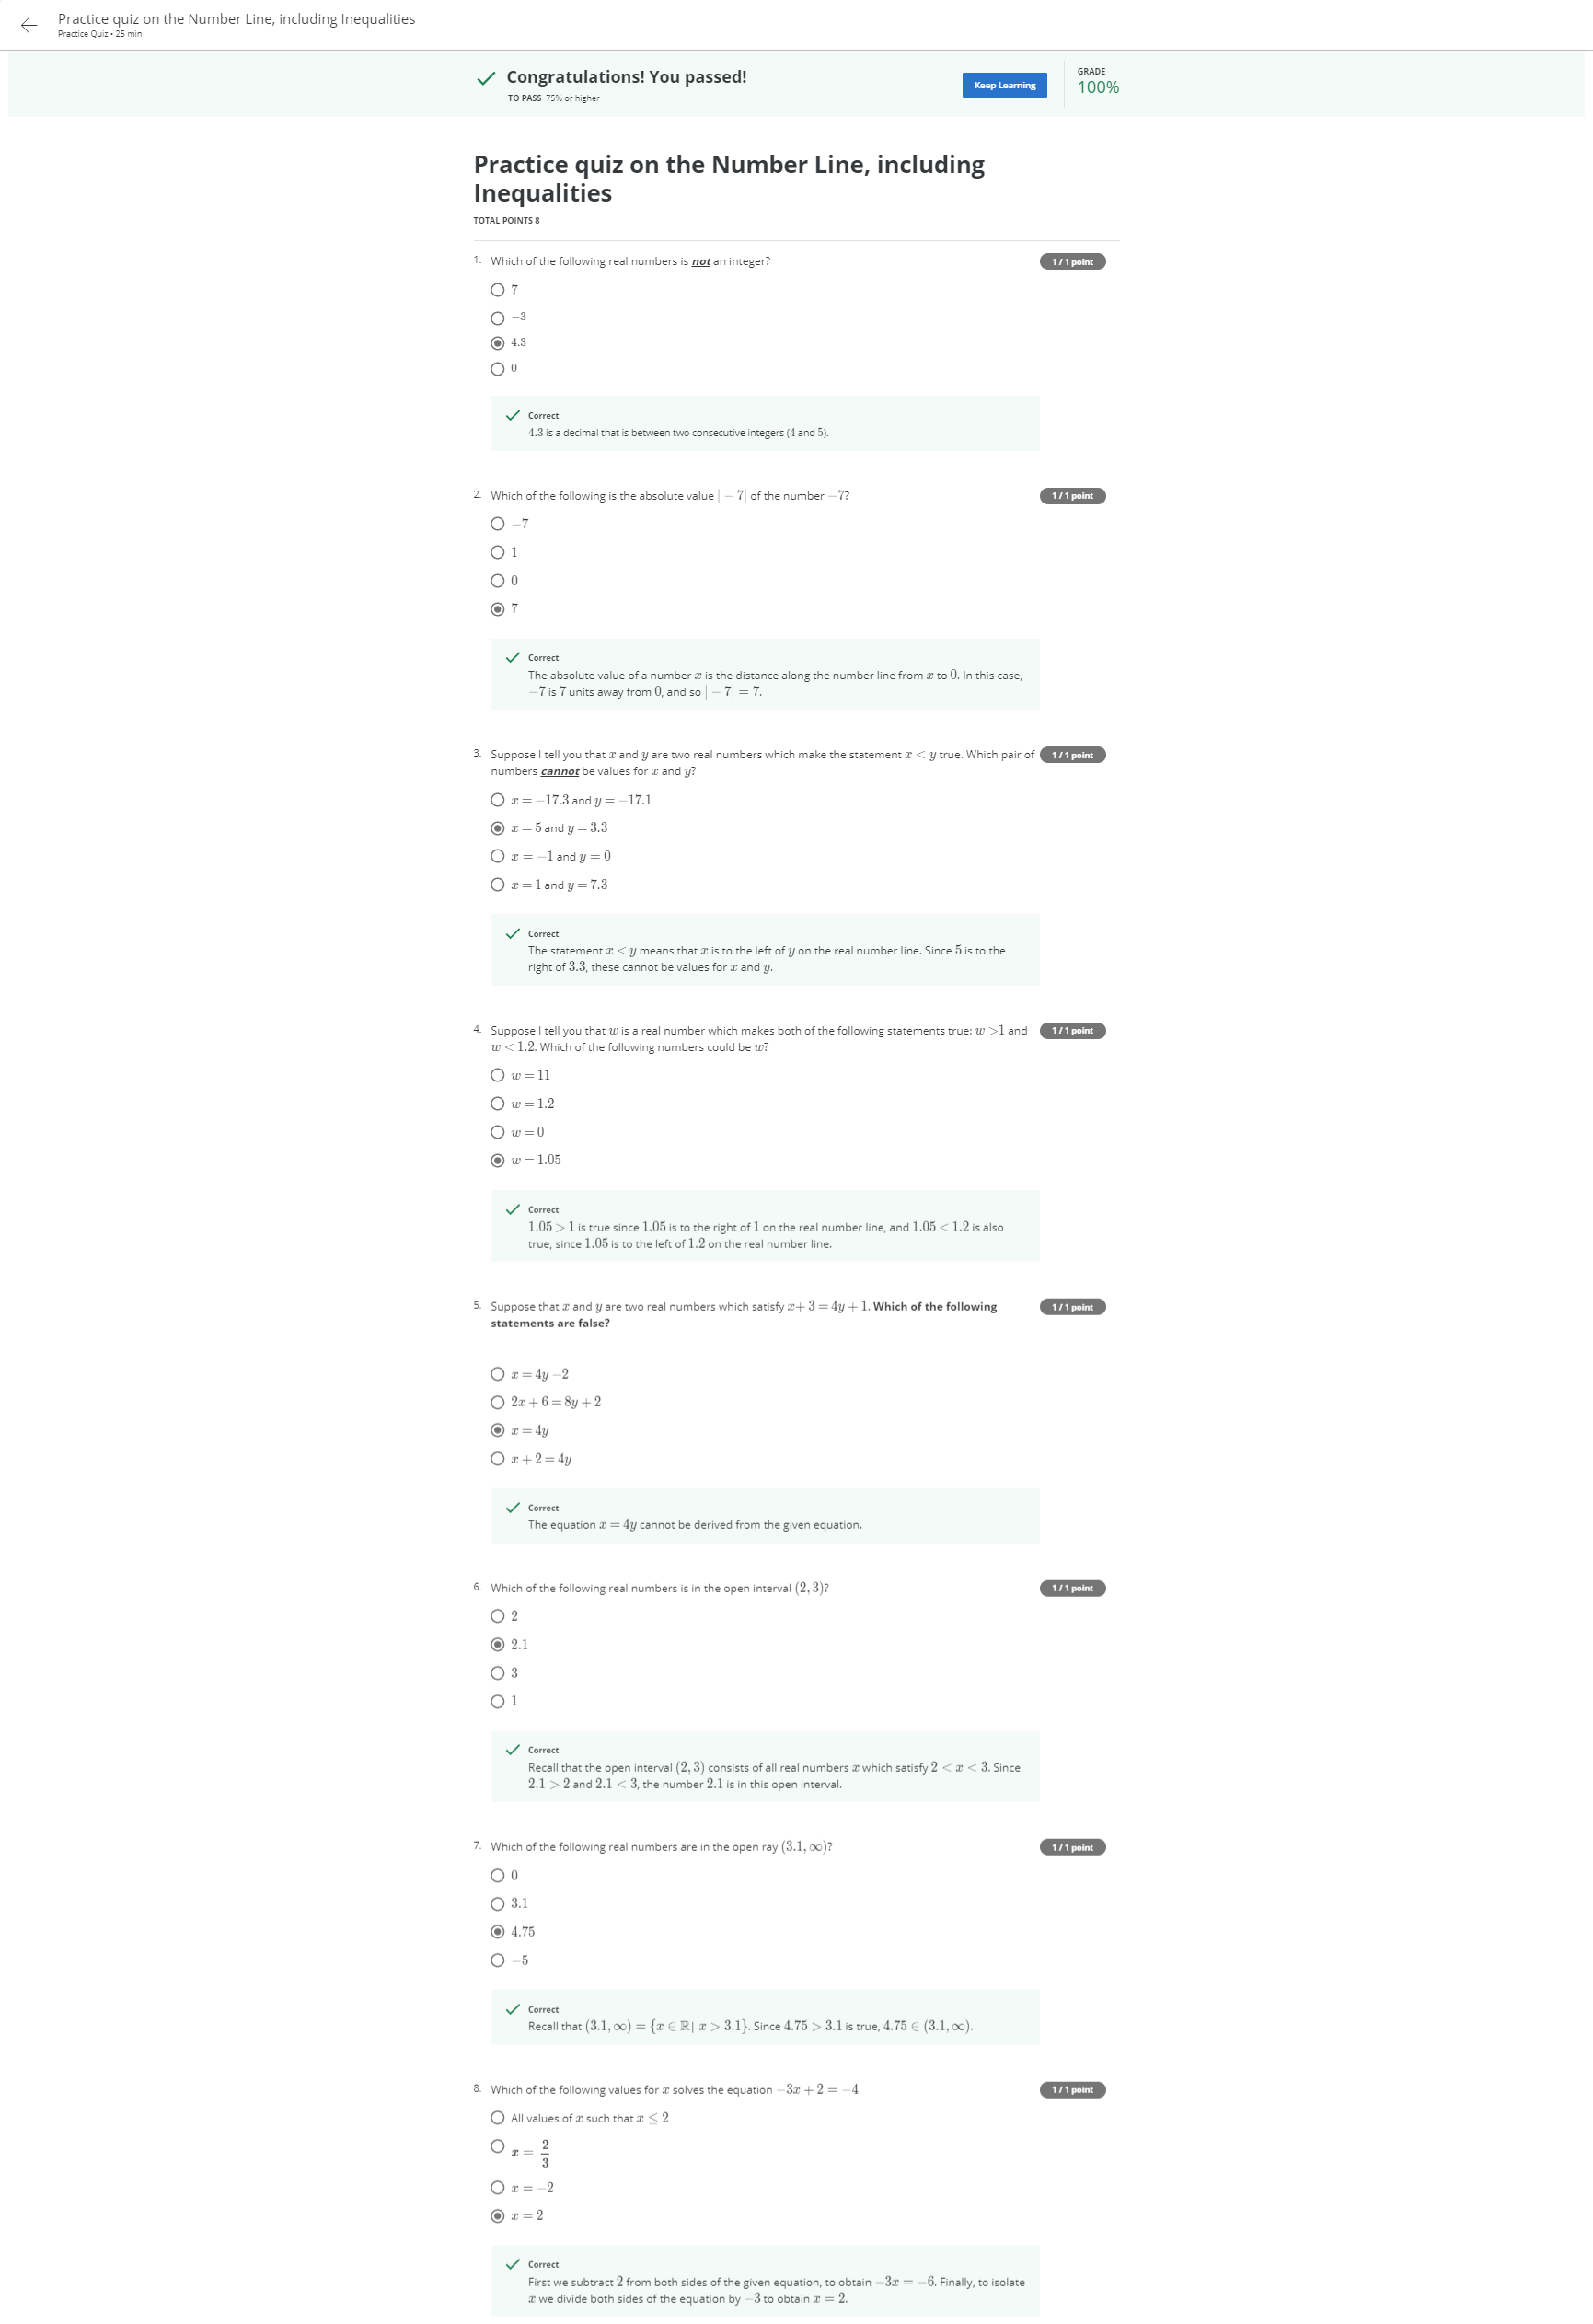 Practice quiz on the Number Line, including Inequalities
Practice Quiz • 25 min
Congratulations! You passed!
TO PASS 75% or higher
Keep Learning
GRADE
100%
Practice quiz on the Number Line, including
Inequalities
TOTAL POINTS 8
1. Which of the following real numbers is not an integer?
1 / 1 point
7
−3
4.3
0
Correct
4.3 is a decimal that is between two consecutive integers (4 and 5).
2. Which of the following is the absolute value | − 7| of the number −7?
1 / 1 point
−7
1
0
7
Correct
The absolute value of a number x is the distance along the number line from x to 0. In this case,
−7 is 7 units away from 0, and so | − 7| = 7.
3. Suppose I tell you that x and y are two real numbers which make the statement x < y true. Which pair of
numbers cannot be values for x and y?
1 / 1 point
x = −17.3 and y = −17.1
x = 5 and y = 3.3
x = −1 and y = 0
x = 1 and y = 7.3
Correct
The statement x < y means that x is to the left of y on the real number line. Since 5 is to the
right of 3.3, these cannot be values for x and y.
4. Suppose I tell you that w is a real number which makes both of the following statements true: w >1 and
w < 1.2. Which of the following numbers could be w?
1 / 1 point
w = 11
w = 1.2
w = 0
w = 1.05
Correct
1.05 > 1 is true since 1.05 is to the right of 1 on the real number line, and 1.05 < 1.2 is also
true, since 1.05 is to the left of 1.2 on the real number line.
5. Suppose that x and y are two real numbers which satisfy x+ 3 = 4y + 1. Which of the following
statements are false?
1 / 1 point
x = 4y −2
2x + 6 = 8y + 2
x = 4y
x + 2 = 4y
Correct
The equation x = 4y cannot be derived from the given equation.
6. Which of the following real numbers is in the open interval (2, 3)?
1 / 1 point
2
2.1
3
1
Correct
Recall that the open interval (2, 3) consists of all real numbers x which satisfy 2 < x < 3. Since
2.1 > 2 and 2.1 < 3, the number 2.1 is in this open interval.
7. Which of the following real numbers are in the open ray (3.1, ∞)?
1 / 1 point
0
3.1
4.75
−5
Correct
Recall that (3.1, ∞) = {x ∈ ℝ| x > 3.1}. Since 4.75 > 3.1 is true, 4.75 ∈ (3.1, ∞).
8. Which of the following values for x solves the equation −3x + 2 = −4
1 / 1 point
All values of x such that x ≤ 2
x = 2/3
x = −2
x = 2
Correct
First we subtract 2 from both sides of the given equation, to obtain −3x = −6. Finally, to isolate
x we divide both sides of the equation by −3 to obtain x = 2.